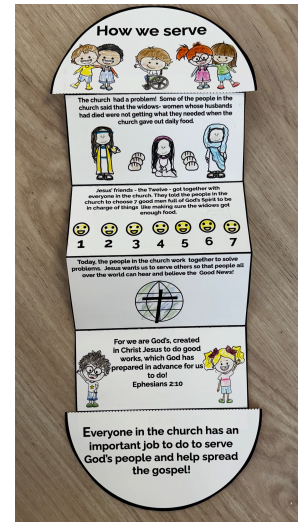 How we serve
The church had a problem! Some of the people in
the church said that the widows- women whose husbands
had died were not getting what they needed when the
church gave out daily food.
Jesus' friends - the Twelve - got together with
everyone in the church. They told the people in the
church to choose 7 good men full of God's Spirit to be
in charge of things like making sure the widows got
enough food.
1 2 3 4 5 6 7
Today, the people in the church work together to solve
problems. Jesus wants us to serve others so that people all
over the world can hear and believe the Good News!
For we are God's, created
in Christ Jesus to do good
works, which God has
prepared in advance for us
to do!
Ephesians 2:10
Everyone in the church has an
important job to do to serve
God's people and help spread
the gospel!